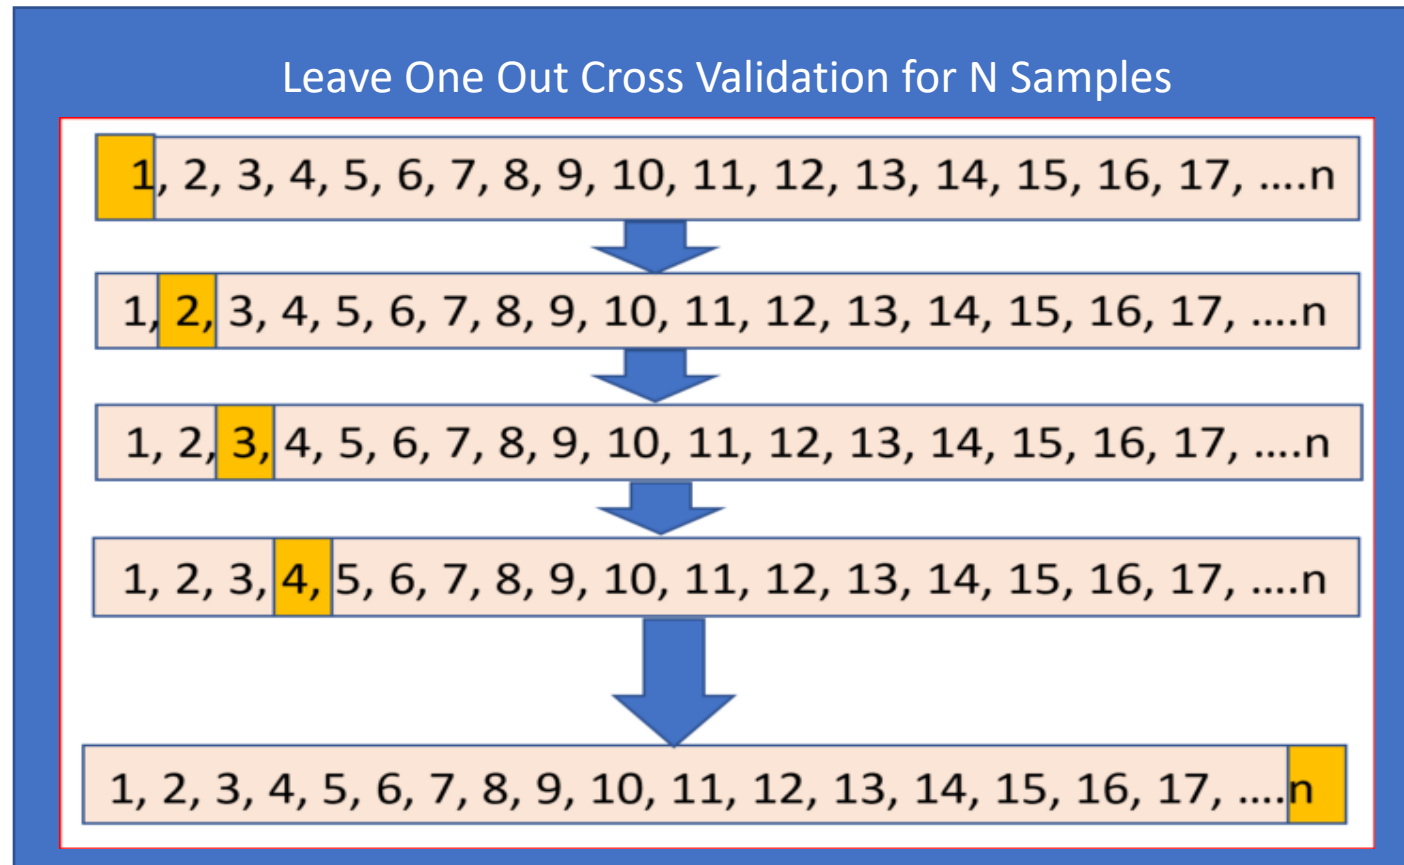 Leave One Out Cross Validation for N Samples
1, 2, 3, 4, 5, 6, 7, 8, 9, 10, 11, 12, 13, 14, 15, 16, 17, ....n
1, 2, 3, 4, 5, 6, 7, 8, 9, 10, 11, 12, 13, 14, 15, 16, 17, ....n
1, 2, 3, 4, 5, 6, 7, 8, 9, 10, 11, 12, 13, 14, 15, 16, 17, ....n
1, 2, 3, 4, 5, 6, 7, 8, 9, 10, 11, 12, 13, 14, 15, 16, 17, ....n
1, 2, 3, 4, 5, 6, 7, 8, 9, 10, 11, 12, 13, 14, 15, 16, 17, ....n